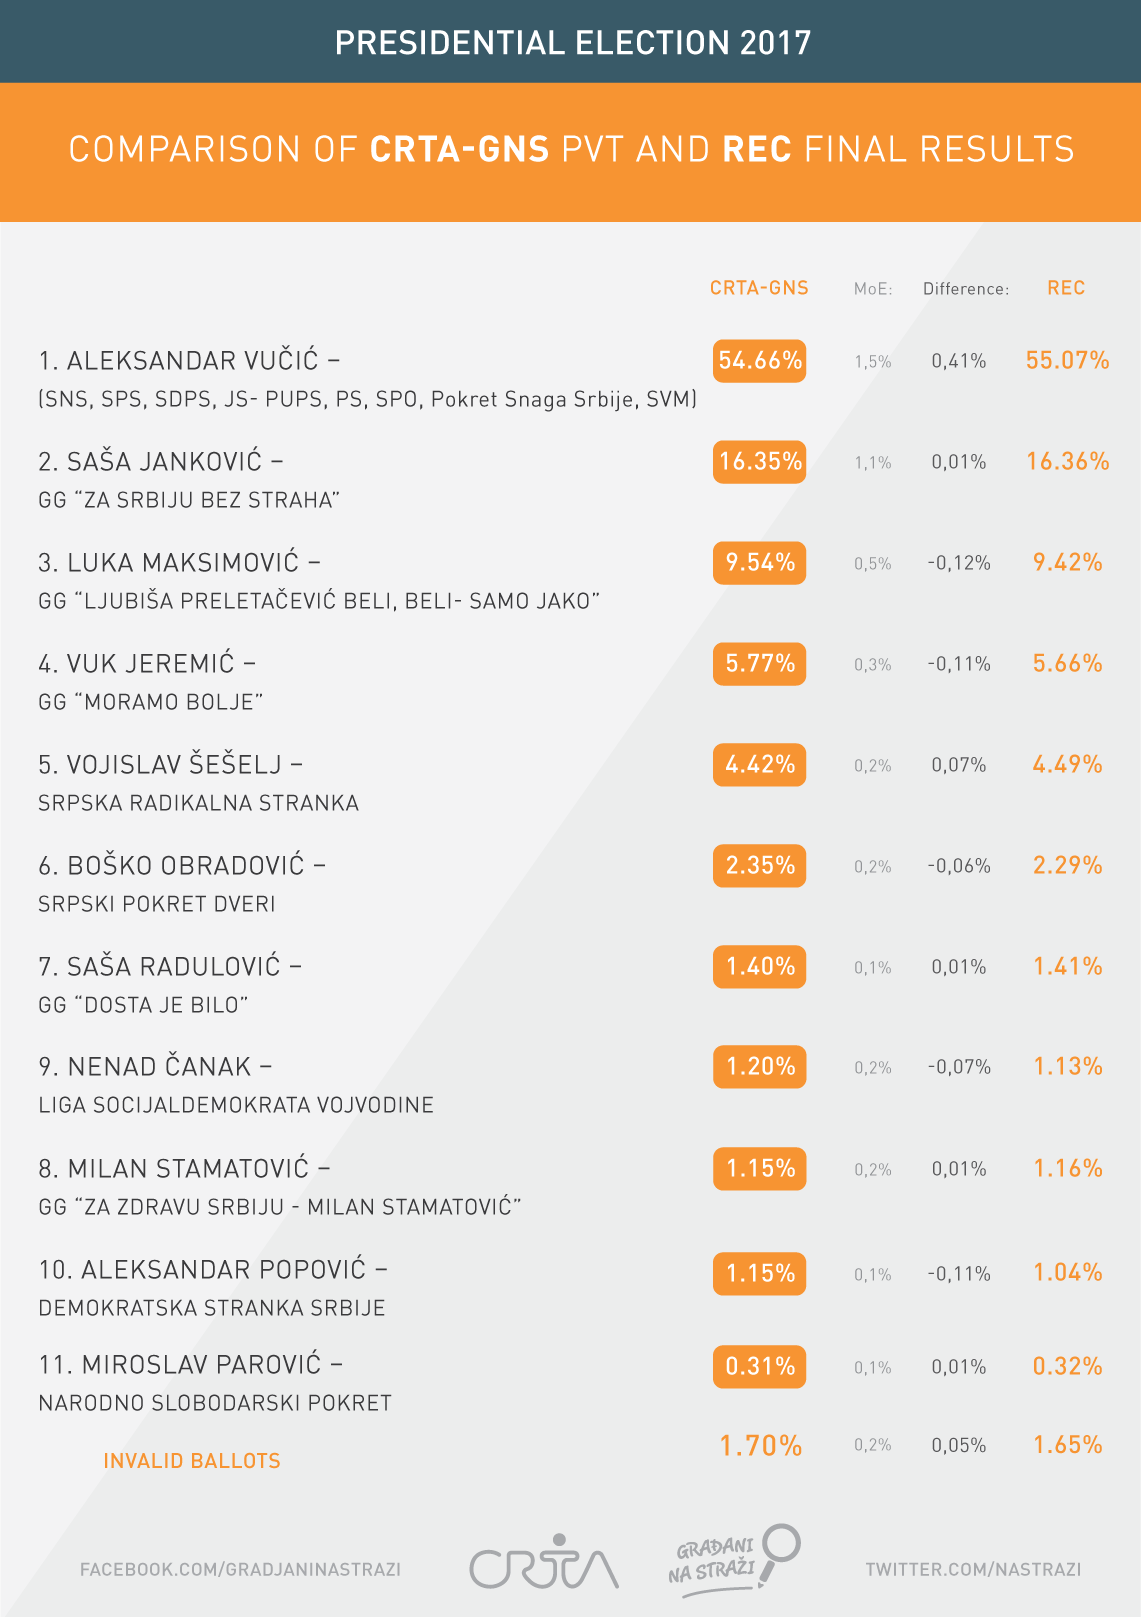 PRESIDENTIAL ELECTION 2017
COMPARISON OF CRTA-GNS PVT AND REC FINAL RESULTS
CRTA-GNS MoE: Difference: REC
1. ALEKSANDAR VUČIĆ – 54.66% 1,5% 0,41% 55.07%
(SNS, SPS, SDPS, JS- PUPS, PS, SPO, Pokret Snaga Srbije, SVM)
2. SAŠA JANKOVIĆ – 16.35% 1,1% 0,01% 16.36%
GG “ZA SRBIJU BEZ STRAHA”
3. LUKA MAKSIMOVIĆ – 9.54% 0,5% -0,12% 9.42%
GG “LJUBIŠA PRELETAČEVIĆ BELI, BELI- SAMO JAKO”
4. VUK JEREMIĆ – 5.77% 0,3% -0,11% 5.66%
GG “MORAMO BOLJE”
5. VOJISLAV ŠEŠELJ – 4.42% 0,2% 0,07% 4.49%
SRPSKA RADIKALNA STRANKA
6. BOŠKO OBRADOVIĆ – 2.35% 0,2% -0,06% 2.29%
SRPSKI POKRET DVERI
7. SAŠA RADULOVIĆ – 1.40% 0,1% 0,01% 1.41%
GG “DOSTA JE BILO”
9. NENAD ČANAK – 1.20% 0,2% -0,07% 1.13%
LIGA SOCIJALDEMOKRATA VOJVODINE
8. MILAN STAMATOVIĆ – 1.15% 0,2% 0,01% 1.16%
GG “ZA ZDRAVU SRBIJU - MILAN STAMATOVIĆ”
10. ALEKSANDAR POPOVIĆ – 1.15% 0,1% -0,11% 1.04%
DEMOKRATSKA STRANKA SRBIJE
11. MIROSLAV PAROVIĆ – 0.31% 0,1% 0,01% 0.32%
NARODNO SLOBODARSKI POKRET
INVALID BALLOTS 1.70% 0,2% 0,05% 1.65%
FACEBOOK.COM/GRADJANINASTRAZI
CRTA
GRAĐANI
NA STRAŽI
TWITTER.COM/NASTRAZI